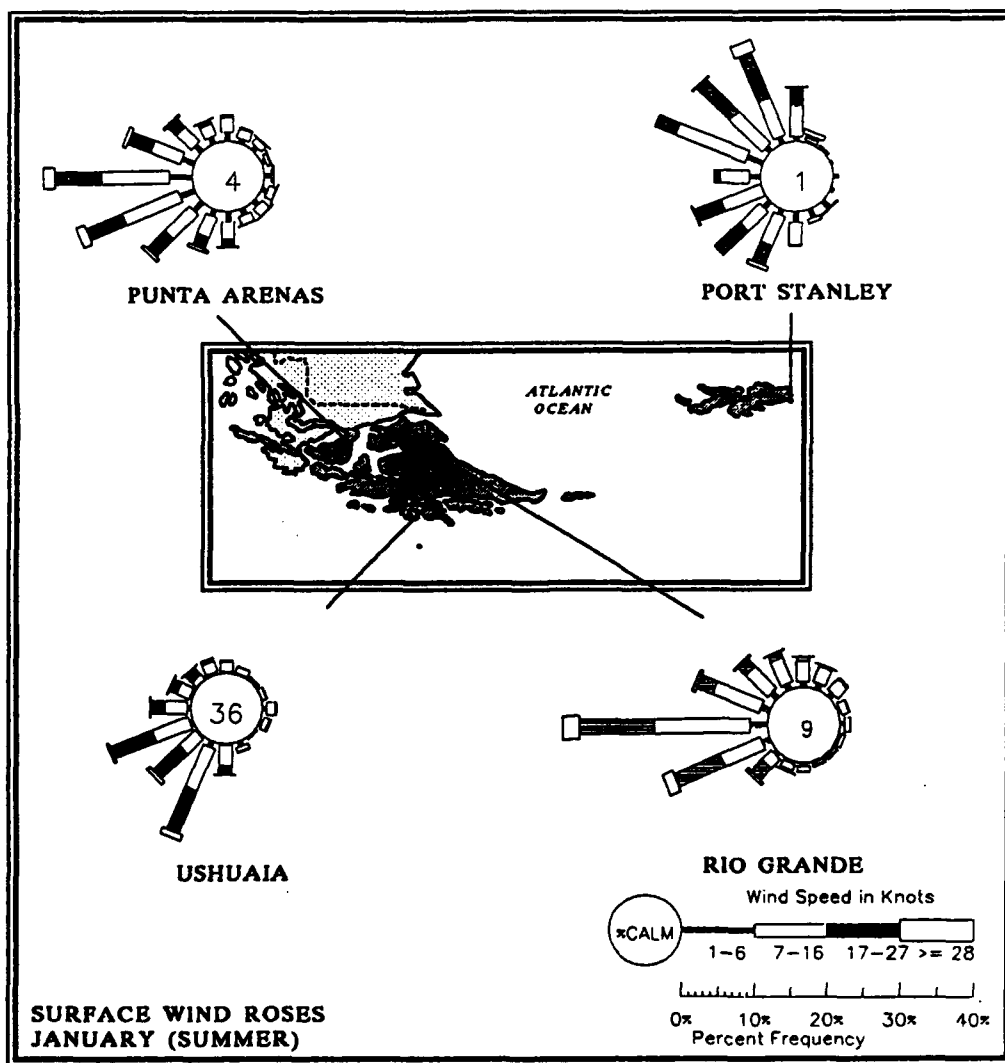 4
1
PUNTA ARENAS
PORT STANLEY
ATLANTIC
OCEAN
36
9
USHUAIA
RIO GRANDE
Wind Speed in Knots
%CALM
1-6 7-16 17-27 >= 28
0% 10% 20% 30% 40%
Percent Frequency
SURFACE WIND ROSES
JANUARY (SUMMER)